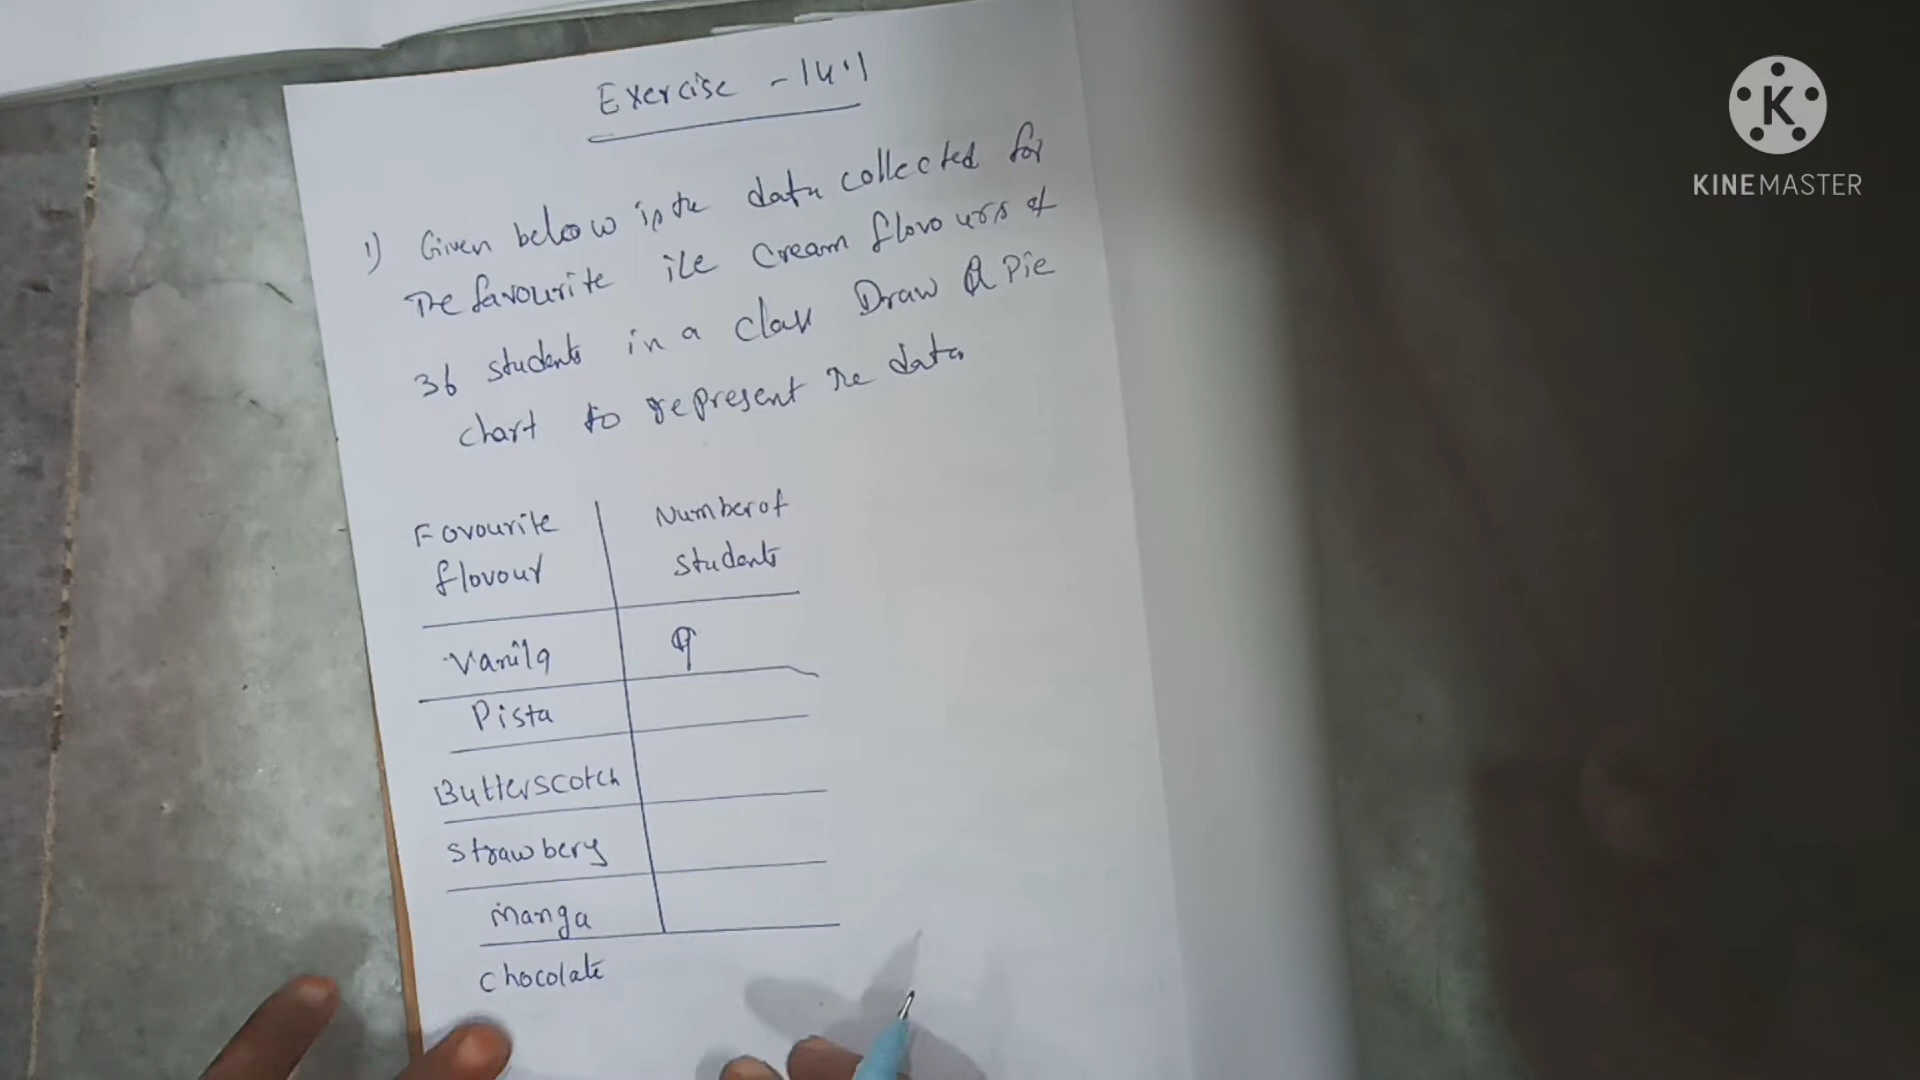 Exercise - 14.1
1) Given below is the data collected for
The favourite ice cream flovours of
36 students in a class Draw a pie
chart to represent The data
Favourite flovour | Number of students
Vanila | 9
Pista
Butterscotch
Strawbery
Manga
chocolate
K
KINEMASTER